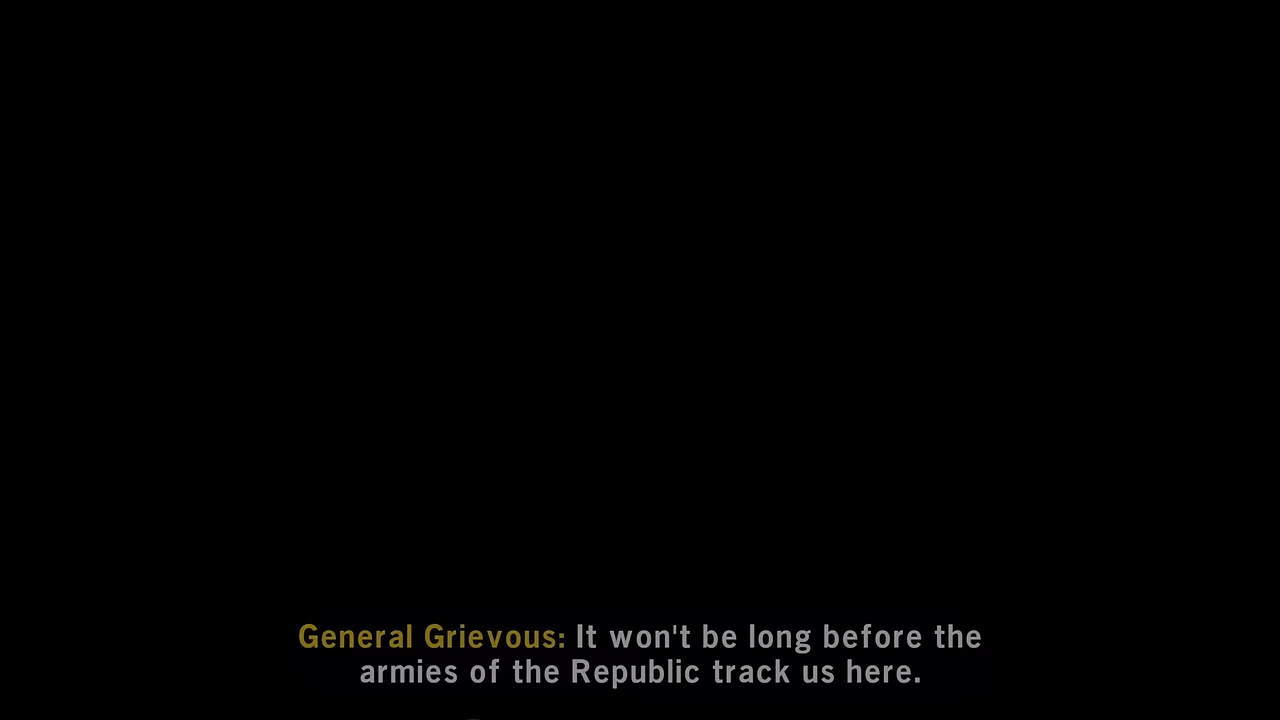 General Grievous: It won't be long before the
armies of the Republic track us here.